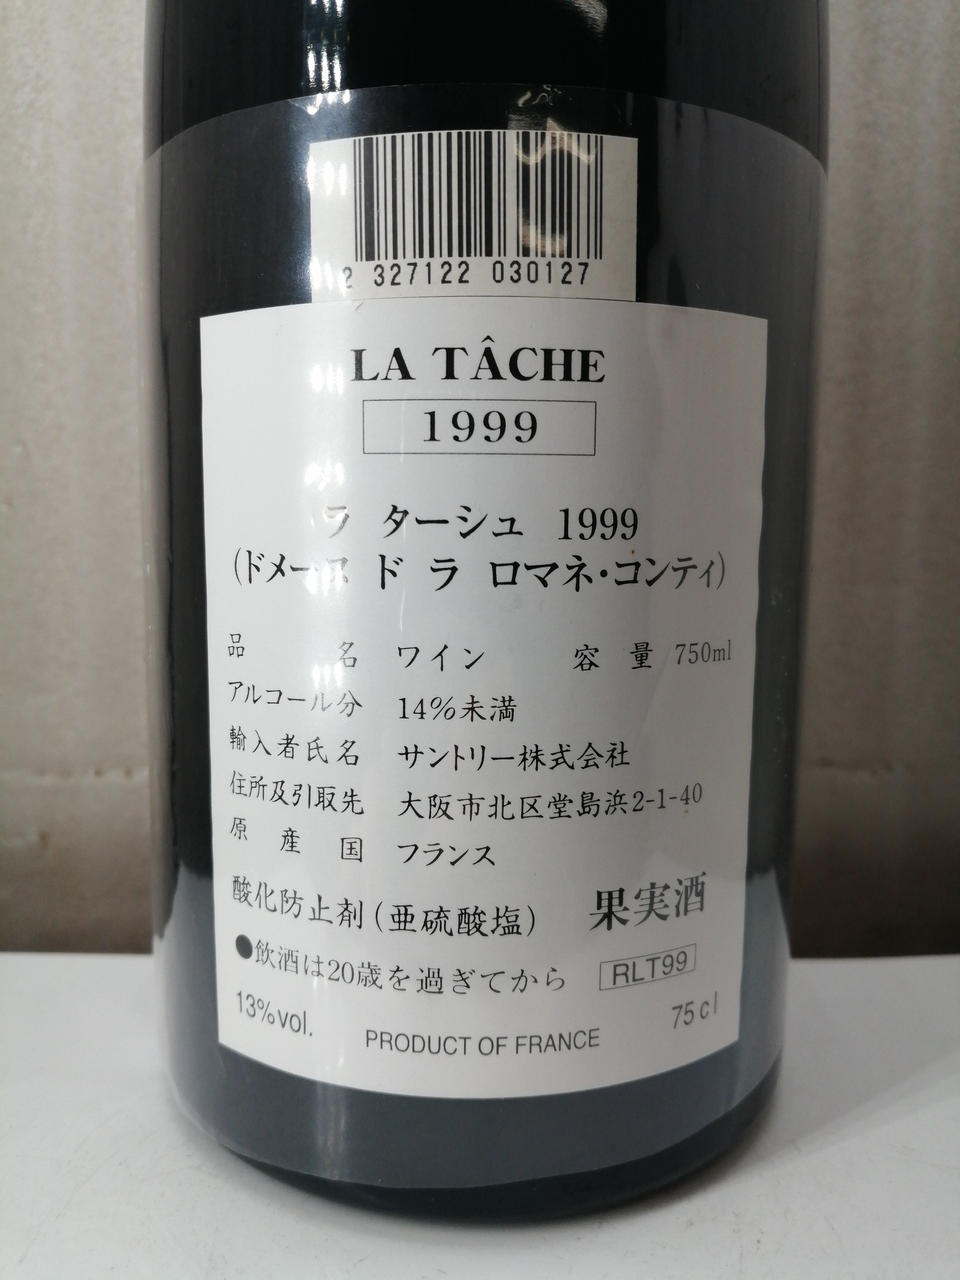 2 327122 030127
LA TÂCHE
1999
ラ ターシュ 1999
(ドメーヌ ド ラ ロマネ・コンティ)
品 名 ワイン 容 量 750ml
アルコール分 14%未満
輸入者氏名 サントリー株式会社
住所及引取先 大阪市北区堂島浜2-1-40
原 産 国 フランス
酸化防止剤(亜硫酸塩) 果実酒
●飲酒は20歳を過ぎてから RLT99
13%vol. PRODUCT OF FRANCE 75cl